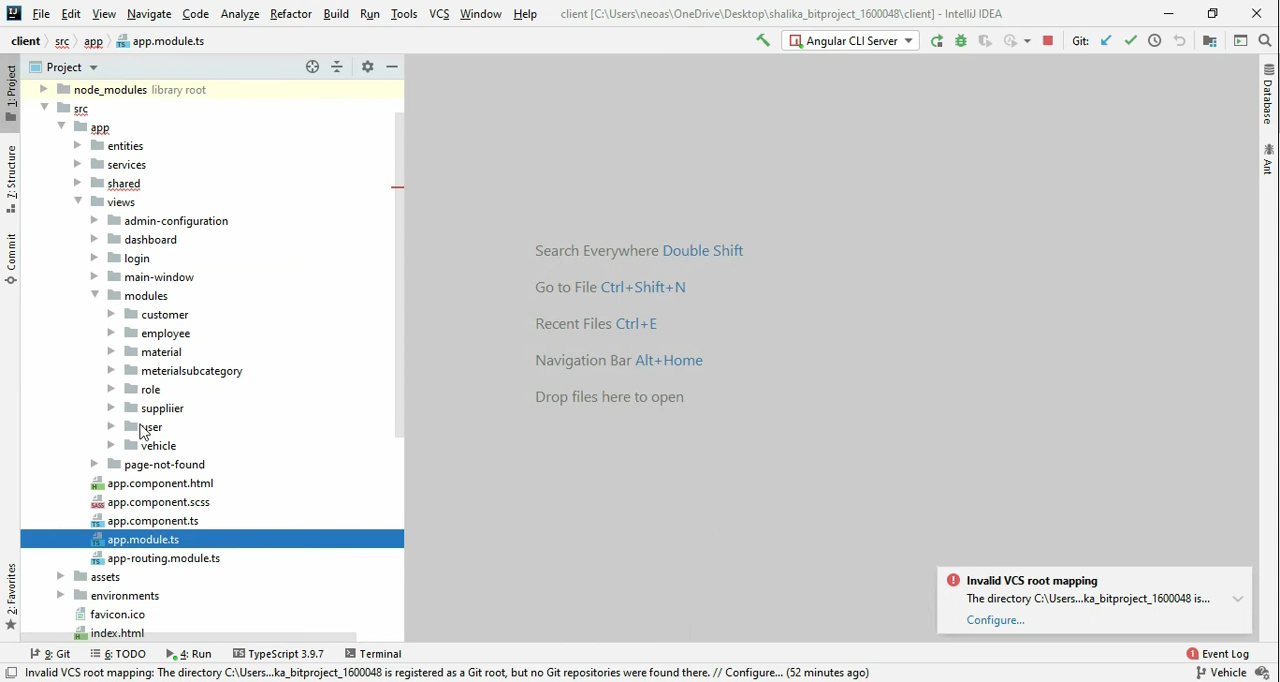 File Edit View Navigate Code Analyze Refactor Build Run Tools VCS Window Help client [C:\Users\neoas\OneDrive\Desktop\shalika_bitproject_1600048\client] - IntelliJ IDEA
client src app app.module.ts Angular CLI Server Git:
1: Project
Project
node_modules library root
src
app
entities
services
shared
views
admin-configuration
dashboard
login
main-window
modules
customer
employee
material
meterialsubcategory
role
suppliier
user
vehicle
page-not-found
app.component.html
app.component.scss
app.component.ts
app.module.ts
app-routing.module.ts
assets
environments
favicon.ico
index.html
7: Structure
Commit
2: Favorites
Search Everywhere Double Shift
Go to File Ctrl+Shift+N
Recent Files Ctrl+E
Navigation Bar Alt+Home
Drop files here to open
Database
Ant
Invalid VCS root mapping
The directory C:\Users...ka_bitproject_1600048 is...
Configure...
9: Git 6: TODO 4: Run TypeScript 3.9.7 Terminal 1 Event Log
Invalid VCS root mapping: The directory C:\Users...ka_bitproject_1600048 is registered as a Git root, but no Git repositories were found there. // Configure... (52 minutes ago) Vehicle